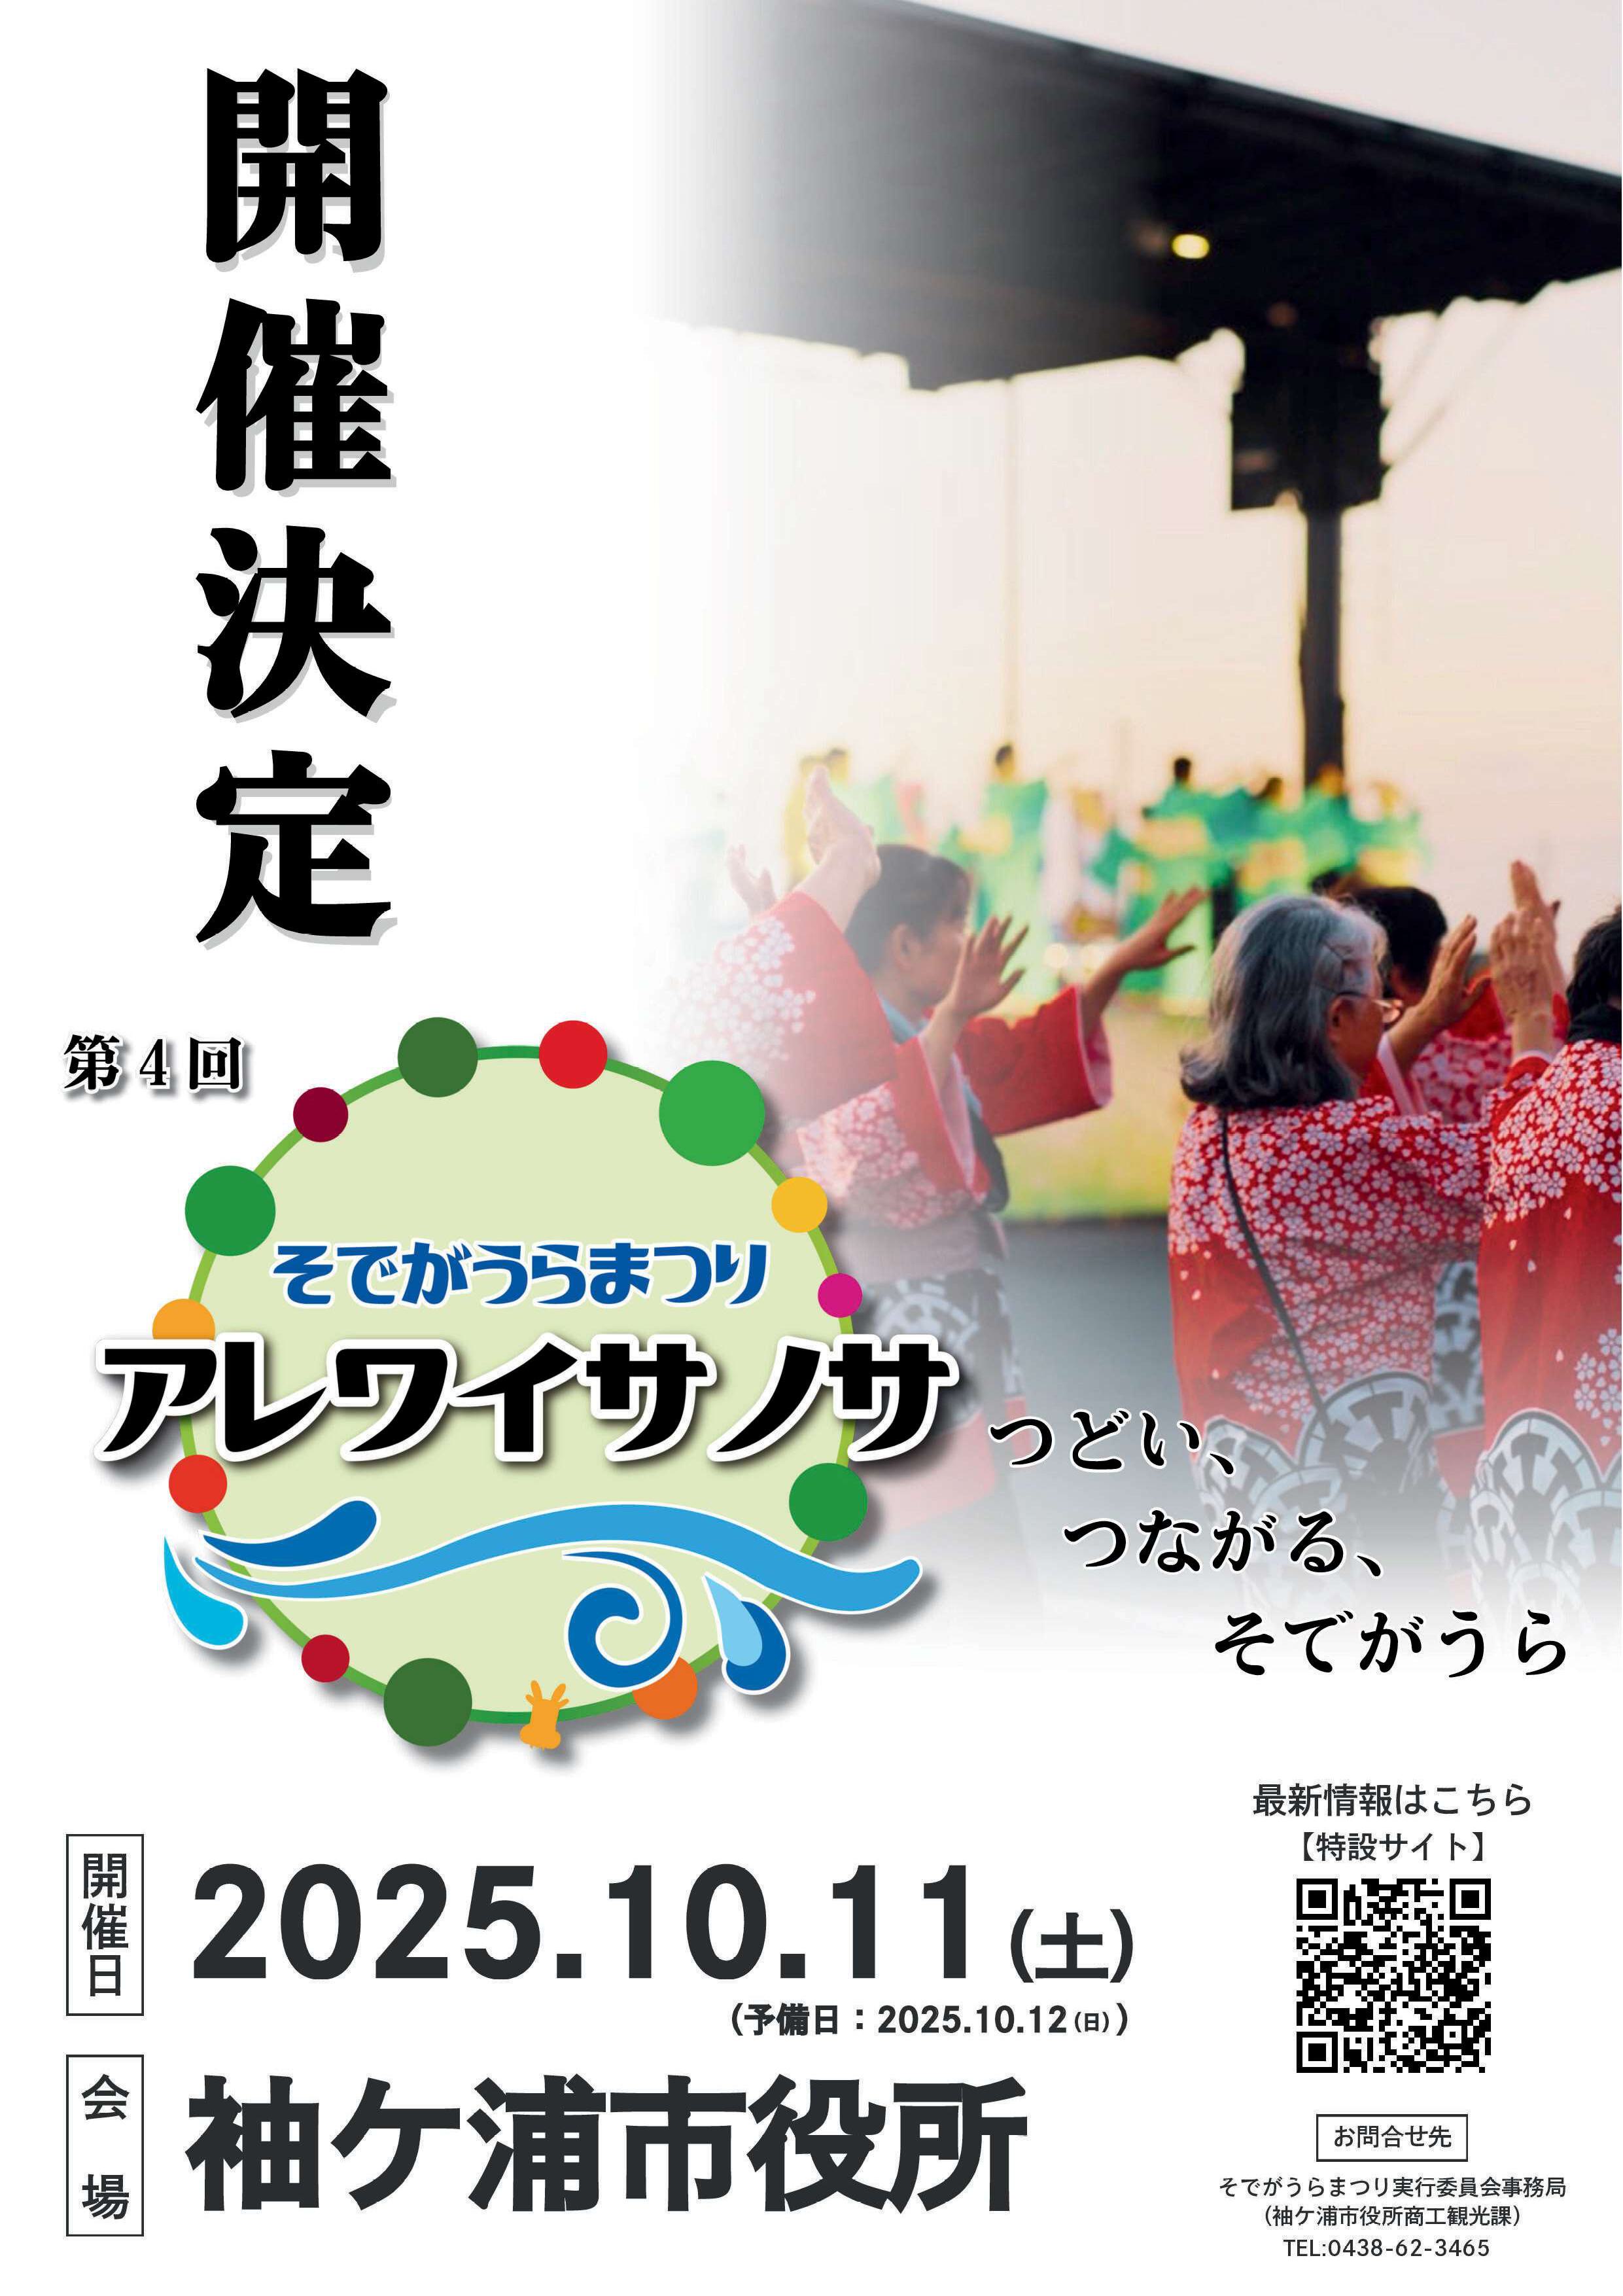 開催決定
第4回
そでがうらまつり
アレワイサノサ
つどい、
つながる、
そでがうら
開催日
2025.10.11(土)
(予備日：2025.10.12(日))
会場
袖ケ浦市役所
最新情報はこちら
【特設サイト】
お問合せ先
そでがうらまつり実行委員会事務局
(袖ケ浦市役所商工観光課)
TEL:0438-62-3465